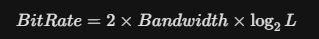 BitRate = 2 × Bandwidth × log₂ L